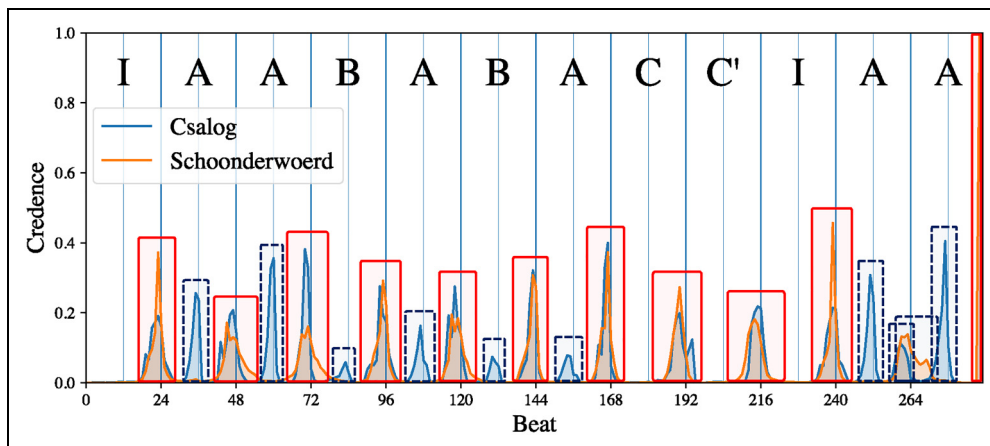 1.0
I A A B A B A C C' I A A
0.8
Csalog
Schoonderwoerd
0.6
0.4
0.2
0.0
0 24 48 72 96 120 144 168 192 216 240 264
Credence
Beat